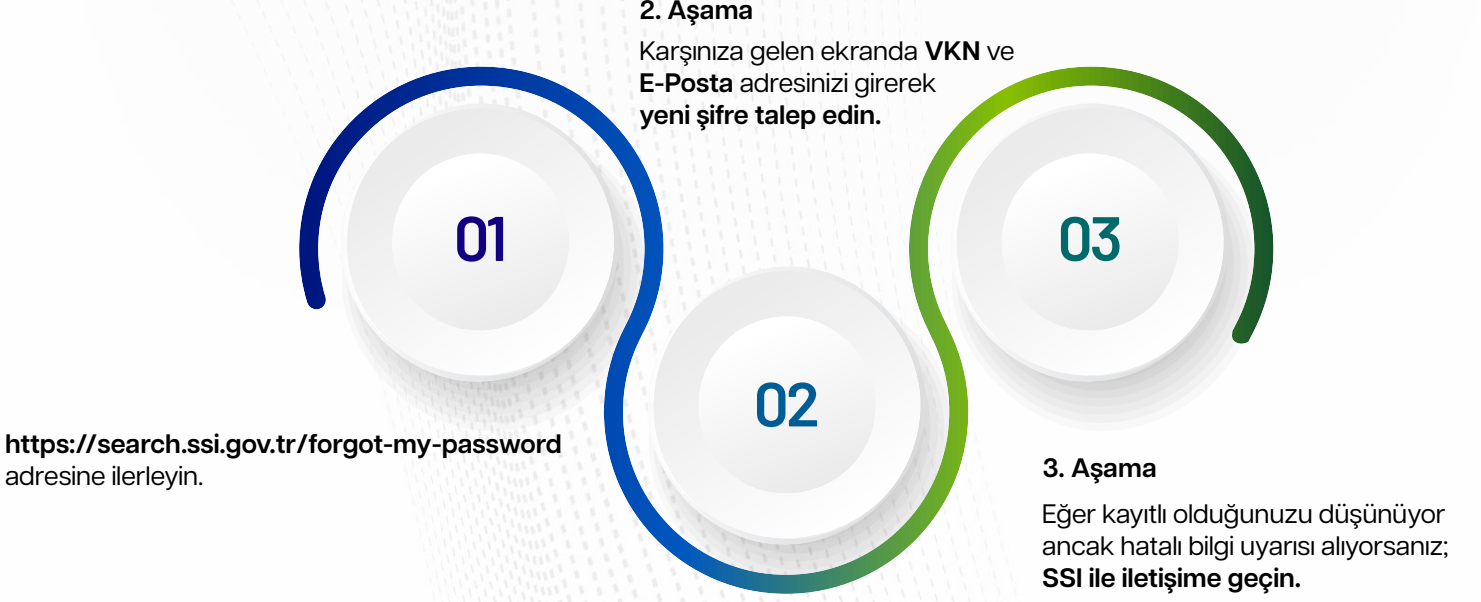 2. Aşama
Karşınıza gelen ekranda VKN ve
E-Posta adresinizi girerek
yeni şifre talep edin.
01
03
02
https://search.ssi.gov.tr/forgot-my-password
adresine ilerleyin.
3. Aşama
Eğer kayıtlı olduğunuzu düşünüyor
ancak hatalı bilgi uyarısı alıyorsanız;
SSI ile iletişime geçin.